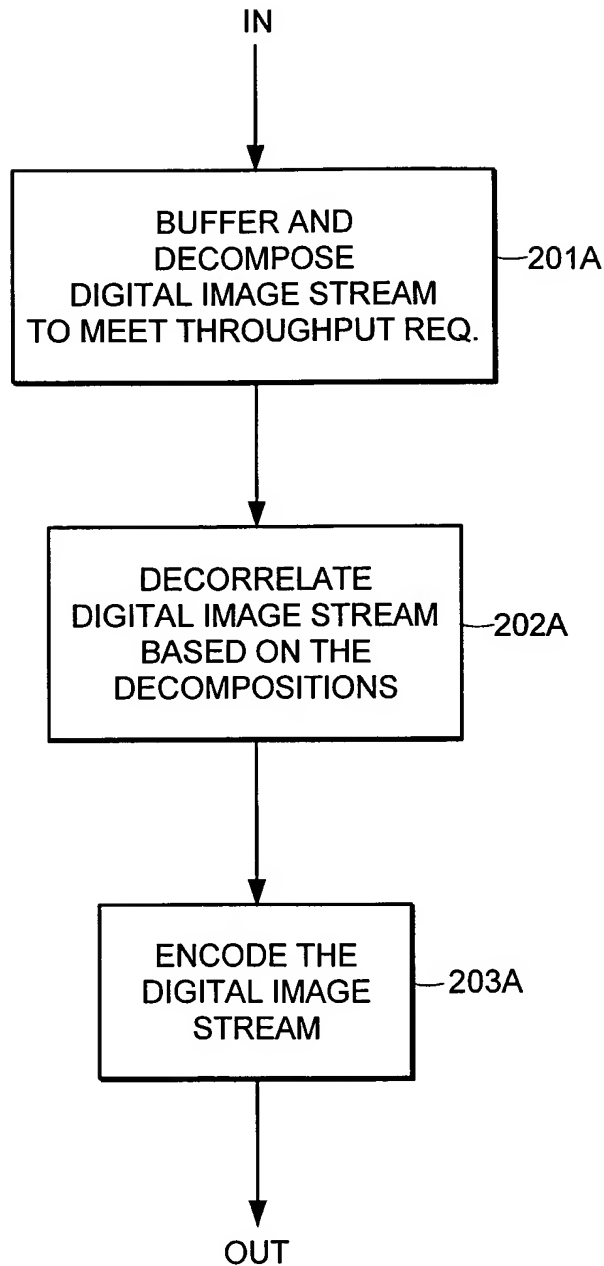 IN
BUFFER AND
DECOMPOSE
DIGITAL IMAGE STREAM
TO MEET THROUGHPUT REQ.
201A
DECORRELATE
DIGITAL IMAGE STREAM
BASED ON THE
DECOMPOSITIONS
202A
ENCODE THE
DIGITAL IMAGE
STREAM
203A
OUT